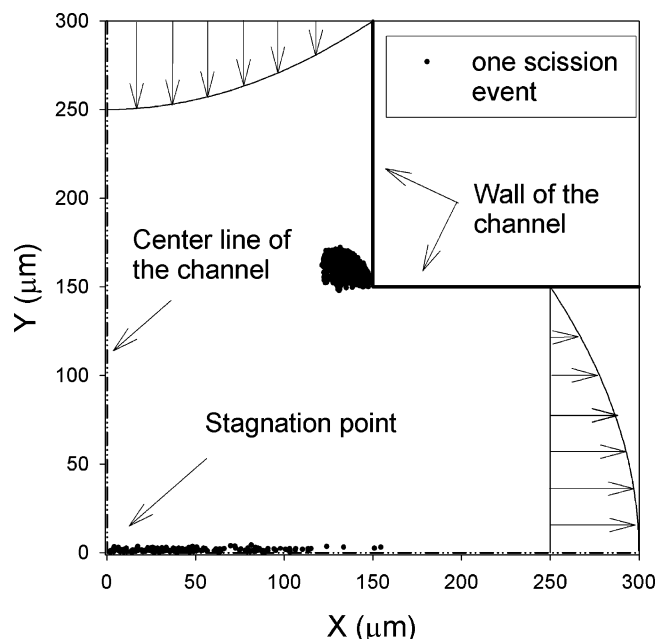 300
250
200
150
100
50
0
Y (μm)
one scission
event
Wall of the
channel
Center line of
the channel
Stagnation point
0 50 100 150 200 250 300
X (μm)